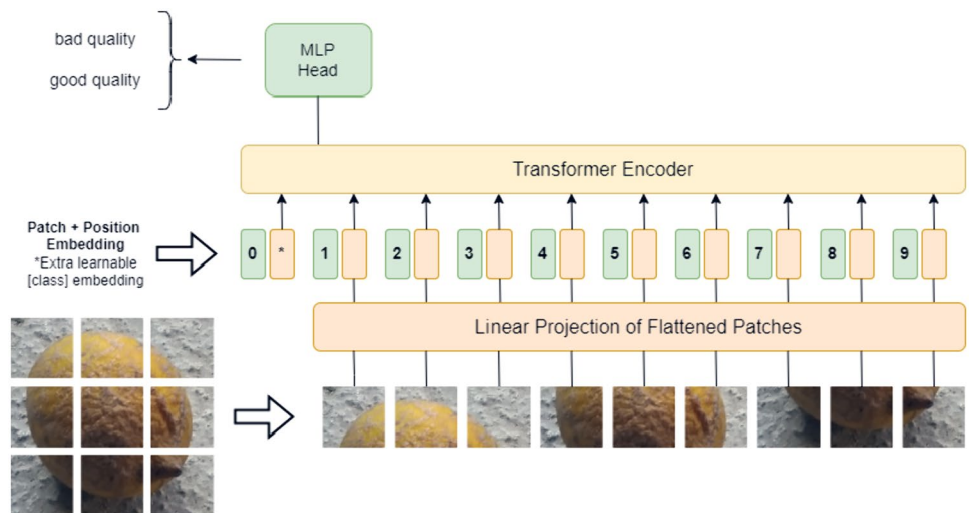 bad quality
good quality
MLP
Head
Transformer Encoder
Patch + Position
Embedding
*Extra learnable
[class] embedding
0 * 1 2 3 4 5 6 7 8 9
Linear Projection of Flattened Patches